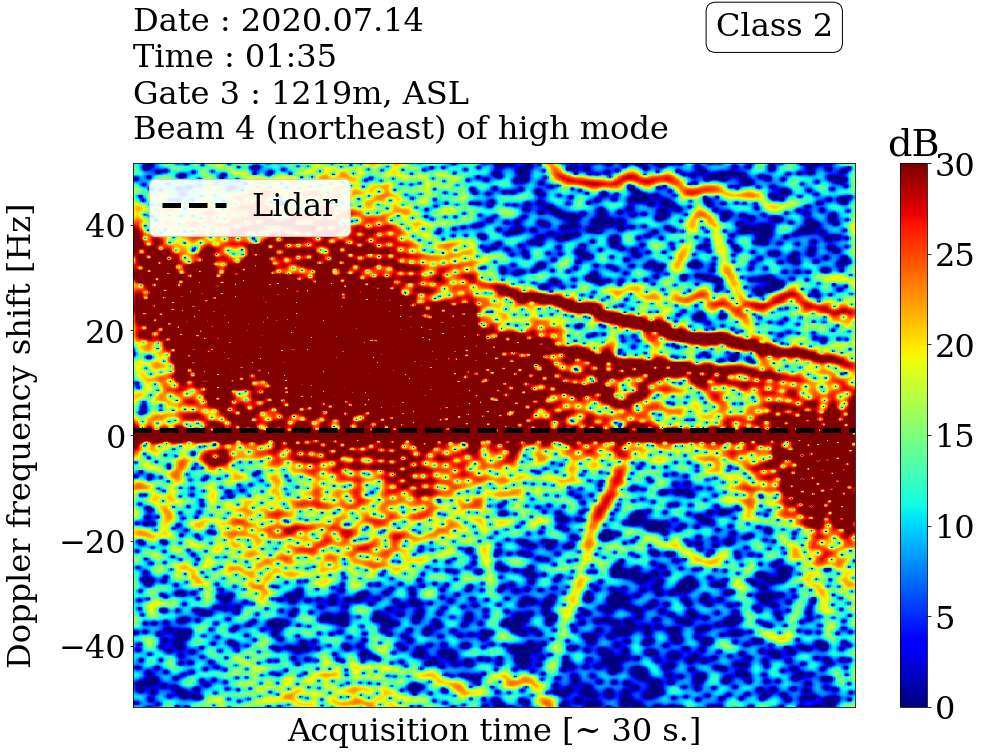 Date : 2020.07.14
Time : 01:35
Gate 3 : 1219m, ASL
Beam 4 (northeast) of high mode
Class 2
dB
Lidar
Doppler frequency shift [Hz]
40
20
0
−20
−40
Acquisition time [~ 30 s.]
30
25
20
15
10
5
0